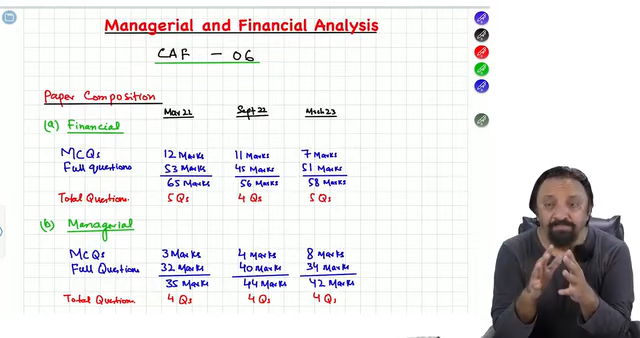 Managerial and Financial Analysis
CAF - 06
Paper Composition
Mar 22 Sept 22 Mrch 23
(a) Financial
MCQs 12 Marks 11 Marks 7 Marks
Full questions 53 Marks 45 Marks 51 Marks
65 Marks 56 Marks 58 Marks
Total Question 5 Qs 4 Qs 5 Qs
(b) Managerial
MCQs 3 Marks 4 Marks 8 Marks
Full Questions 32 Marks 40 Marks 34 Marks
35 Marks 44 Marks 42 Marks
Total Question 4 Qs 4 Qs 4 Qs